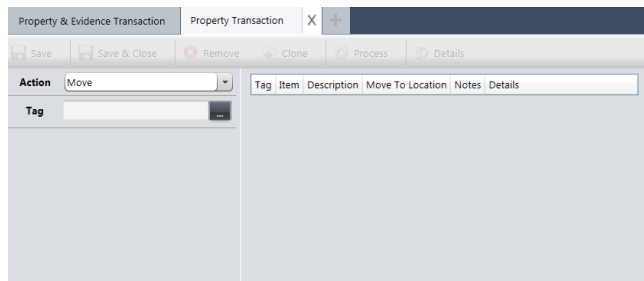 Property & Evidence Transaction Property Transaction X +
Save Save & Close Remove Clone Process Details
Action Move Tag Item Description Move To Location Notes Details
Tag ...